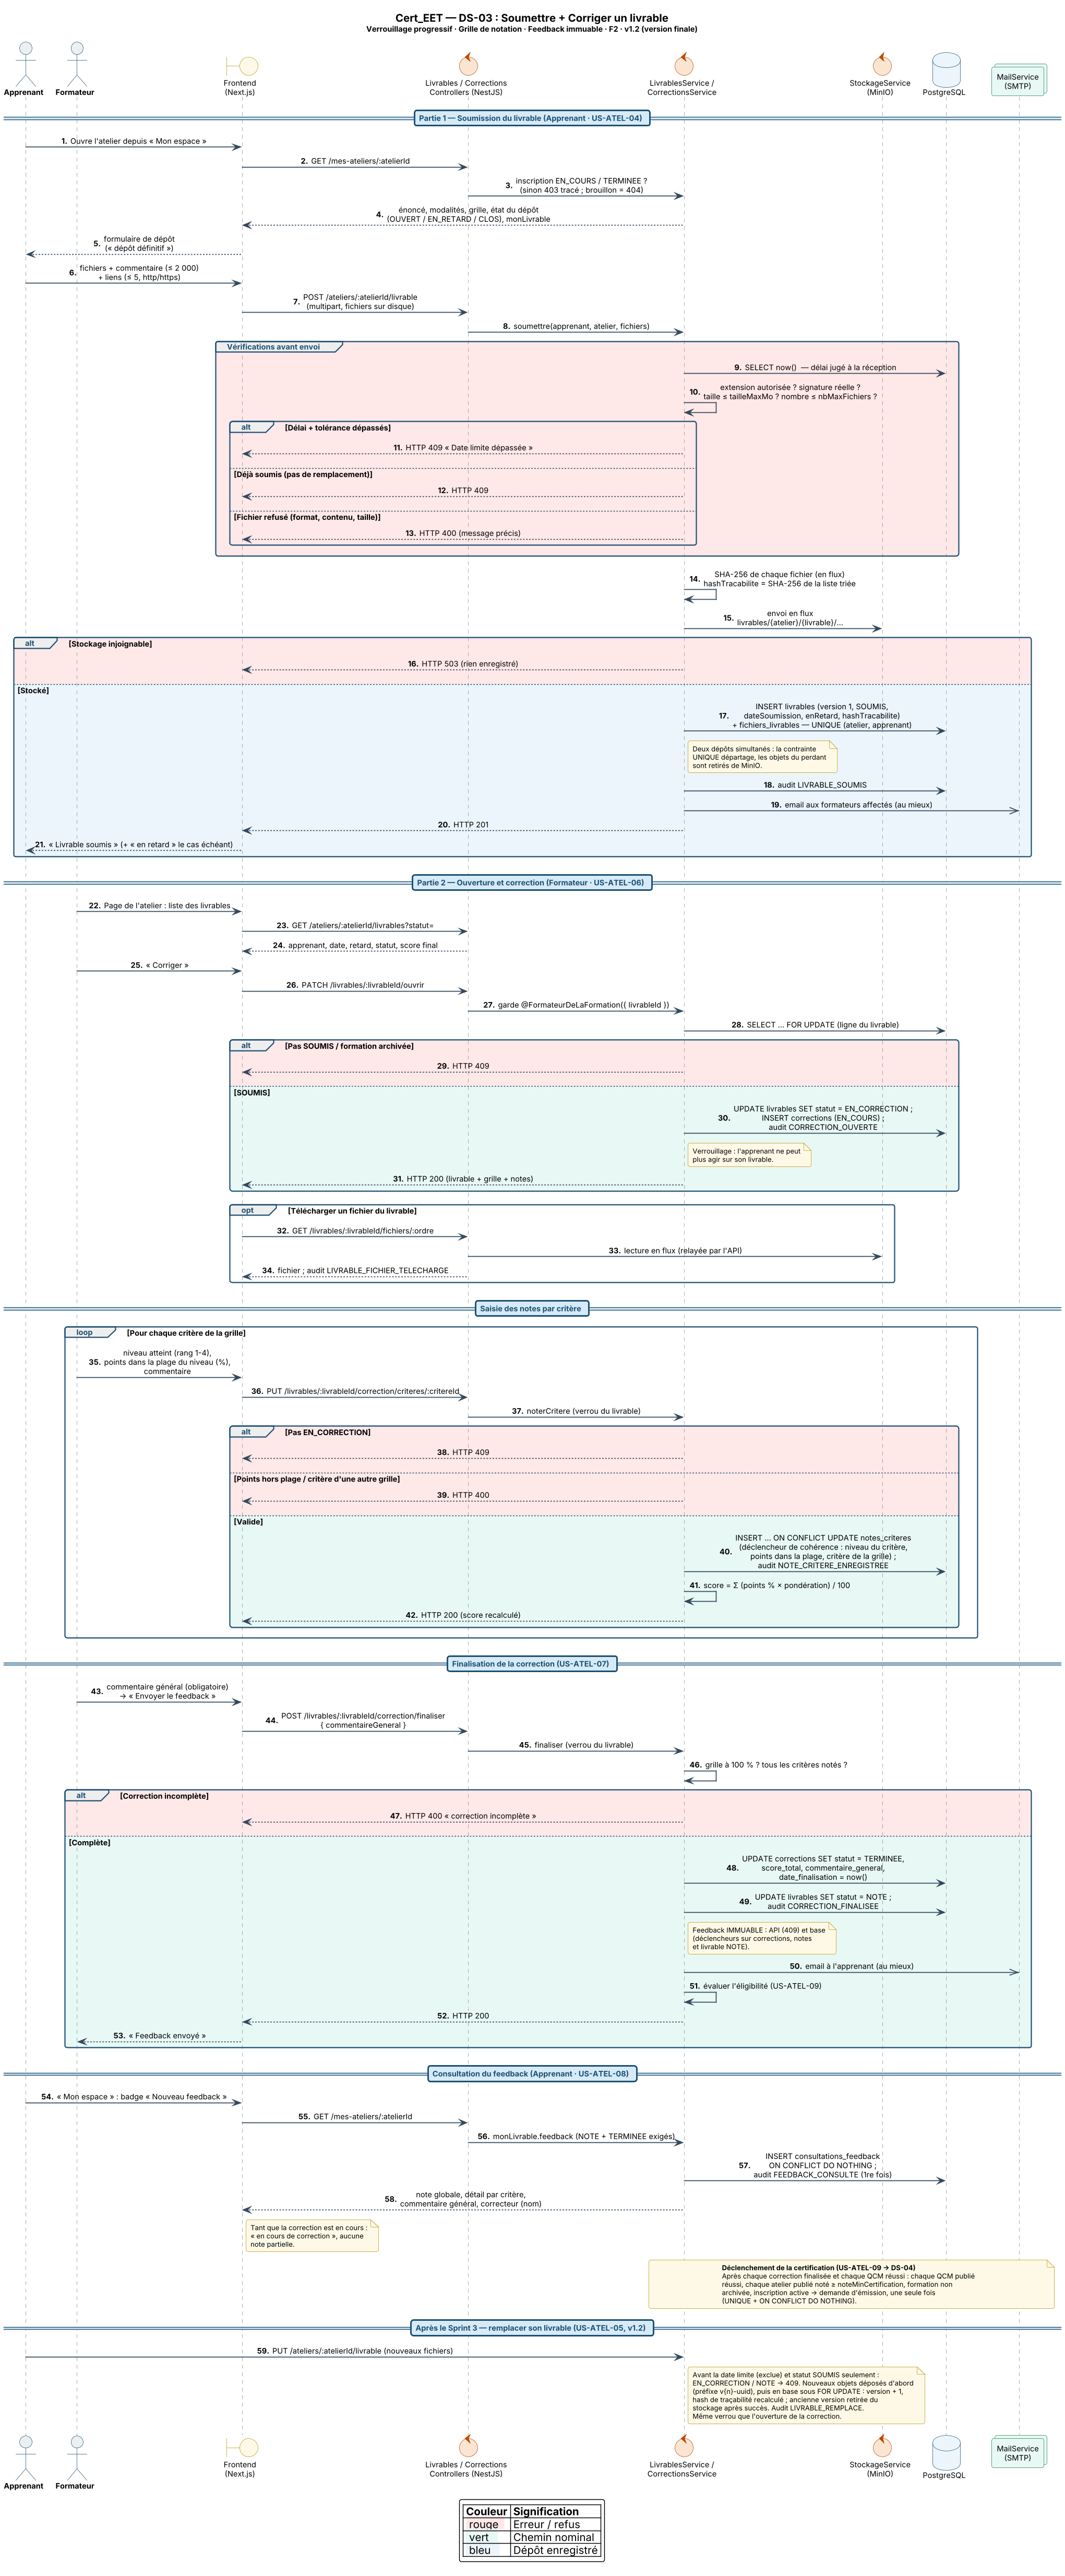 Cert_EET — DS-03 : Soumettre + Corriger un livrable
Verrouillage progressif · Grille de notation · Feedback immuable · F2 · v1.2 (version finale)
Apprenant
Formateur
Frontend
(Next.js)
Livrables / Corrections
Controllers (NestJS)
LivrablesService /
CorrectionsService
StockageService
(MinIO)
PostgreSQL
MailService
(SMTP)
Partie 1 — Soumission du livrable (Apprenant · US-ATEL-04)
1. Ouvre l'atelier depuis « Mon espace »
2. GET /mes-ateliers/:atelierId
3. inscription EN_COURS / TERMINEE ?
(sinon 403 tracé ; brouillon = 404)
4. énoncé, modalités, grille, état du dépôt
(OUVERT / EN_RETARD / CLOS), monLivrable
5. formulaire de dépôt
(« dépôt définitif »)
6. fichiers + commentaire (≤ 2 000)
+ liens (≤ 5, http/https)
7. POST /ateliers/:atelierId/livrable
(multipart, fichiers sur disque)
8. soumettre(apprenant, atelier, fichiers)
Vérifications avant envoi
9. SELECT now() — délai jugé à la réception
10. extension autorisée ? signature réelle ?
taille ≤ tailleMaxMo ? nombre ≤ nbMaxFichiers ?
alt [Délai + tolérance dépassés]
11. HTTP 409 « Date limite dépassée »
[Déjà soumis (pas de remplacement)]
12. HTTP 409
[Fichier refusé (format, contenu, taille)]
13. HTTP 400 (message précis)
14. SHA-256 de chaque fichier (en flux)
hashTracabilite = SHA-256 de la liste triée
15. envoi en flux
livrables/{atelier}/{livrable}/...
alt [Stockage injoignable]
16. HTTP 503 (rien enregistré)
[Stocké]
17. INSERT livrables (version 1, SOUMIS,
dateSoumission, enRetard, hashTracabilite)
+ fichiers_livrables — UNIQUE (atelier, apprenant)
Deux dépôts simultanés : la contrainte
UNIQUE départage, les objets du perdant
sont retirés de MinIO.
18. audit LIVRABLE_SOUMIS
19. email aux formateurs affectés (au mieux)
20. HTTP 201
21. « Livrable soumis » (+ « en retard » le cas échéant)
Partie 2 — Ouverture et correction (Formateur · US-ATEL-06)
22. Page de l'atelier : liste des livrables
23. GET /ateliers/:atelierId/livrables?statut=
24. apprenant, date, retard, statut, score final
25. « Corriger »
26. PATCH /livrables/:livrableId/ouvrir
27. garde @FormateurDeLaFormation({ livrableId })
28. SELECT ... FOR UPDATE (ligne du livrable)
alt [Pas SOUMIS / formation archivée]
29. HTTP 409
[SOUMIS]
30. UPDATE livrables SET statut = EN_CORRECTION ;
INSERT corrections (EN_COURS) ;
audit CORRECTION_OUVERTE
Verrouillage : l'apprenant ne peut
plus agir sur son livrable.
31. HTTP 200 (livrable + grille + notes)
opt [Télécharger un fichier du livrable]
32. GET /livrables/:livrableId/fichiers/:ordre
33. lecture en flux (relayée par l'API)
34. fichier ; audit LIVRABLE_FICHIER_TELECHARGE
Saisie des notes par critère
loop [Pour chaque critère de la grille]
35. niveau atteint (rang 1-4),
points dans la plage du niveau (%),
commentaire
36. PUT /livrables/:livrableId/correction/criteres/:critereId
37. noterCritere (verrou du livrable)
alt [Pas EN_CORRECTION]
38. HTTP 409
[Points hors plage / critère d'une autre grille]
39. HTTP 400
[Valide]
40. INSERT ... ON CONFLICT UPDATE notes_criteres
(déclencheur de cohérence : niveau du critère,
points dans la plage, critère de la grille) ;
audit NOTE_CRITERE_ENREGISTREE
41. score = Σ (points % × pondération) / 100
42. HTTP 200 (score recalculé)
Finalisation de la correction (US-ATEL-07)
43. commentaire général (obligatoire)
→ « Envoyer le feedback »
44. POST /livrables/:livrableId/correction/finaliser
{ commentaireGeneral }
45. finaliser (verrou du livrable)
46. grille à 100 % ? tous les critères notés ?
alt [Correction incomplète]
47. HTTP 400 « correction incomplète »
[Complète]
48. UPDATE corrections SET statut = TERMINEE,
score_total, commentaire_general,
date_finalisation = now()
49. UPDATE livrables SET statut = NOTE ;
audit CORRECTION_FINALISEE
Feedback IMMUABLE : API (409) et base
(déclencheurs sur corrections, notes
et livrable NOTE).
50. email à l'apprenant (au mieux)
51. évaluer l'éligibilité (US-ATEL-09)
52. HTTP 200
53. « Feedback envoyé »
Consultation du feedback (Apprenant · US-ATEL-08)
54. « Mon espace » : badge « Nouveau feedback »
55. GET /mes-ateliers/:atelierId
56. monLivrable.feedback (NOTE + TERMINEE exigés)
57. INSERT consultations_feedback
ON CONFLICT DO NOTHING ;
audit FEEDBACK_CONSULTE (1re fois)
58. note globale, détail par critère,
commentaire général, correcteur (nom)
Tant que la correction est en cours :
« en cours de correction », aucune
note partielle.
Déclenchement de la certification (US-ATEL-09 → DS-04)
Après chaque correction finalisée et chaque QCM réussi : chaque QCM publié
réussi, chaque atelier publié noté ≥ noteMinCertification, formation non
archivée, inscription active → demande d'émission, une seule fois
(UNIQUE + ON CONFLICT DO NOTHING).
Après le Sprint 3 — remplacer son livrable (US-ATEL-05, v1.2)
59. PUT /ateliers/:atelierId/livrable (nouveaux fichiers)
Avant la date limite (exclue) et statut SOUMIS seulement :
EN_CORRECTION / NOTE → 409. Nouveaux objets déposés d'abord
(préfixe v{n}-uuid), puis en base sous FOR UPDATE : version + 1,
hash de traçabilité recalculé ; ancienne version retirée du
stockage après succès. Audit LIVRABLE_REMPLACE.
Même verrou que l'ouverture de la correction.
Apprenant
Formateur
Frontend
(Next.js)
Livrables / Corrections
Controllers (NestJS)
LivrablesService /
CorrectionsService
StockageService
(MinIO)
PostgreSQL
MailService
(SMTP)
Couleur Signification
rouge Erreur / refus
vert Chemin nominal
bleu Dépôt enregistré